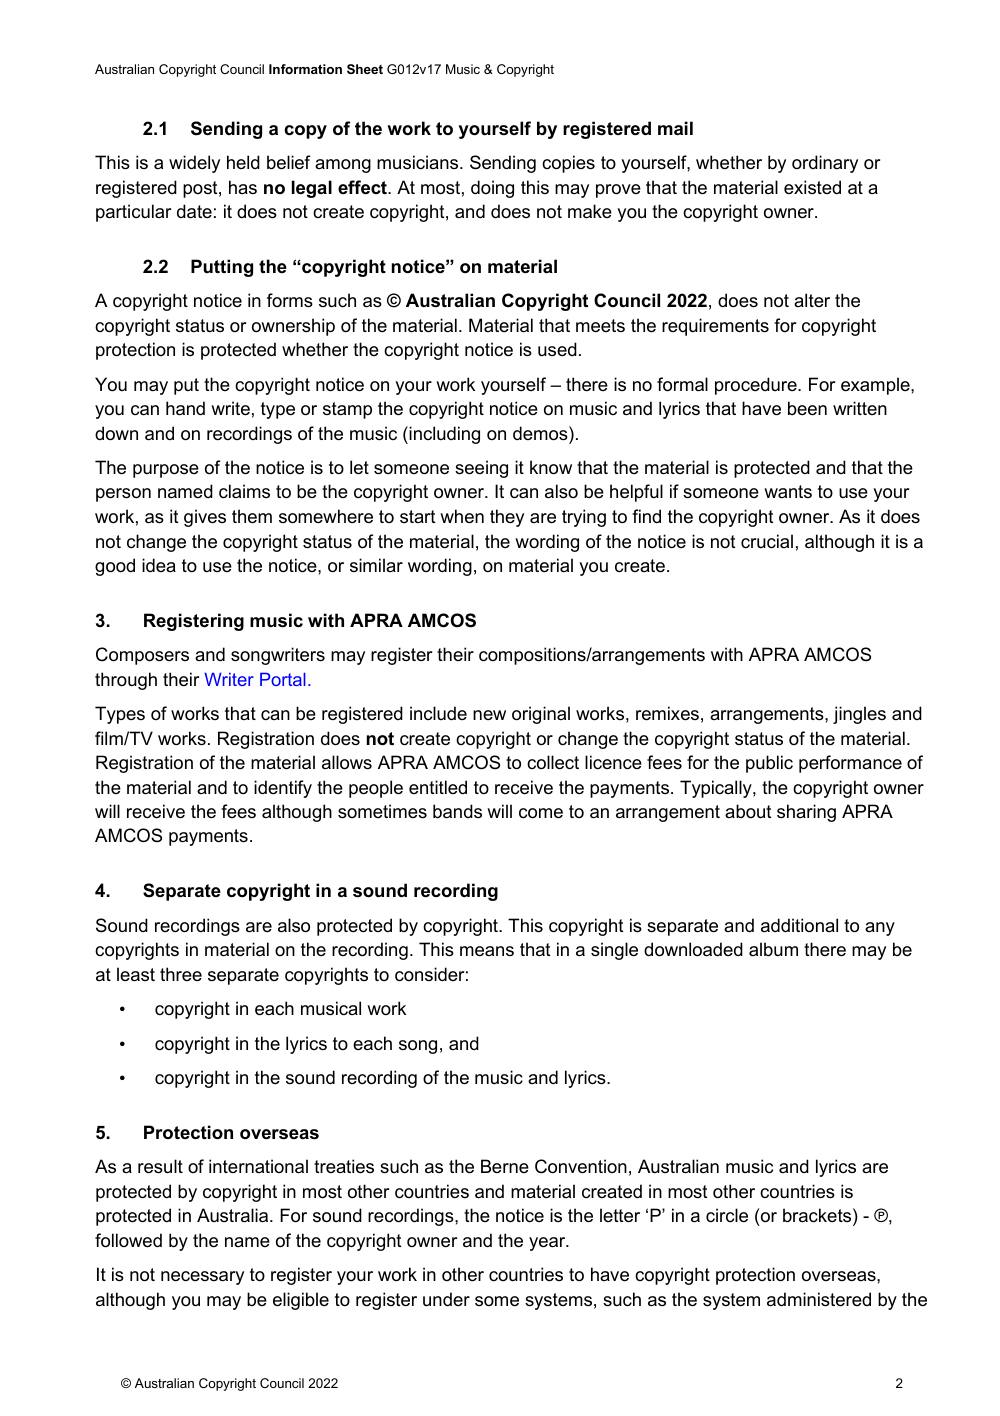 Australian Copyright Council Information Sheet G012v17 Music & Copyright
2.1 Sending a copy of the work to yourself by registered mail
This is a widely held belief among musicians. Sending copies to yourself, whether by ordinary or
registered post, has no legal effect. At most, doing this may prove that the material existed at a
particular date: it does not create copyright, and does not make you the copyright owner.
2.2 Putting the “copyright notice” on material
A copyright notice in forms such as © Australian Copyright Council 2022, does not alter the
copyright status or ownership of the material. Material that meets the requirements for copyright
protection is protected whether the copyright notice is used.
You may put the copyright notice on your work yourself – there is no formal procedure. For example,
you can hand write, type or stamp the copyright notice on music and lyrics that have been written
down and on recordings of the music (including on demos).
The purpose of the notice is to let someone seeing it know that the material is protected and that the
person named claims to be the copyright owner. It can also be helpful if someone wants to use your
work, as it gives them somewhere to start when they are trying to find the copyright owner. As it does
not change the copyright status of the material, the wording of the notice is not crucial, although it is a
good idea to use the notice, or similar wording, on material you create.
3. Registering music with APRA AMCOS
Composers and songwriters may register their compositions/arrangements with APRA AMCOS
through their Writer Portal.
Types of works that can be registered include new original works, remixes, arrangements, jingles and
film/TV works. Registration does not create copyright or change the copyright status of the material.
Registration of the material allows APRA AMCOS to collect licence fees for the public performance of
the material and to identify the people entitled to receive the payments. Typically, the copyright owner
will receive the fees although sometimes bands will come to an arrangement about sharing APRA
AMCOS payments.
4. Separate copyright in a sound recording
Sound recordings are also protected by copyright. This copyright is separate and additional to any
copyrights in material on the recording. This means that in a single downloaded album there may be
at least three separate copyrights to consider:
• copyright in each musical work
• copyright in the lyrics to each song, and
• copyright in the sound recording of the music and lyrics.
5. Protection overseas
As a result of international treaties such as the Berne Convention, Australian music and lyrics are
protected by copyright in most other countries and material created in most other countries is
protected in Australia. For sound recordings, the notice is the letter ‘P’ in a circle (or brackets) - ℗,
followed by the name of the copyright owner and the year.
It is not necessary to register your work in other countries to have copyright protection overseas,
although you may be eligible to register under some systems, such as the system administered by the
© Australian Copyright Council 2022 2